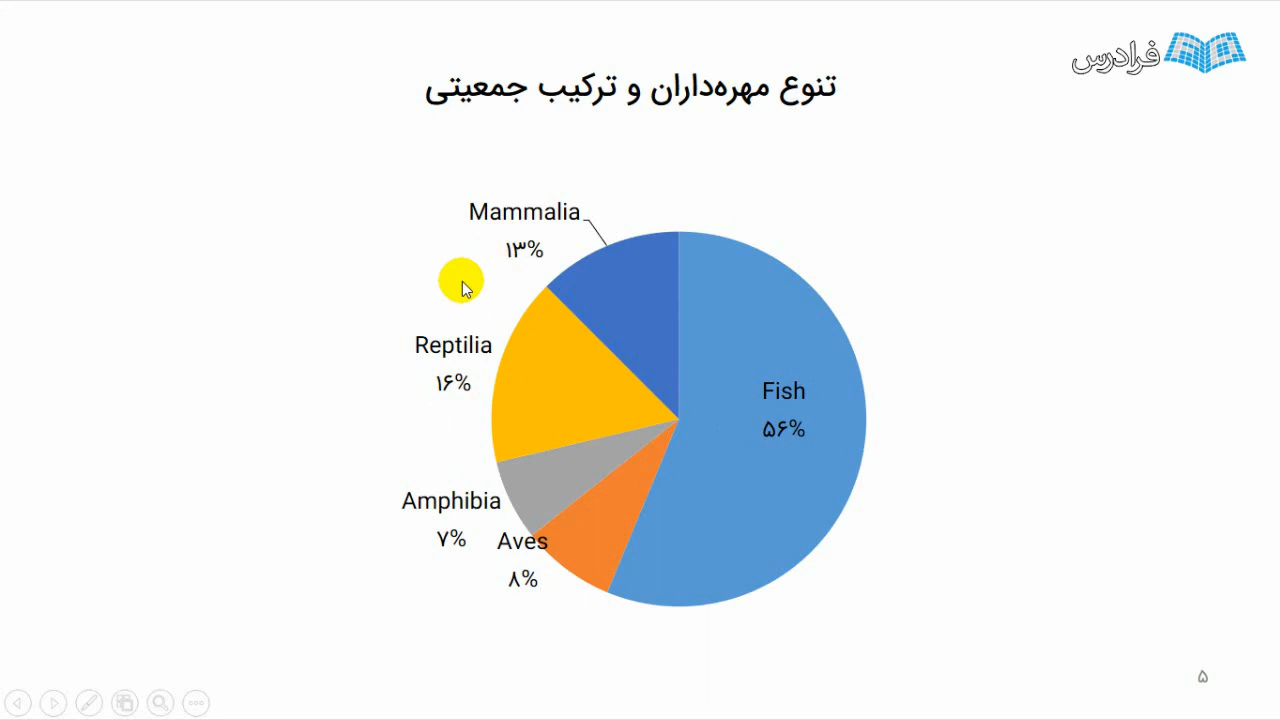 فرادرس
تنوع مهره‌داران و ترکیب جمعیتی
Mammalia
۱۳%
Reptilia
۱۶%
Fish
۵۶%
Amphibia
۷%
Aves
۸%
۵